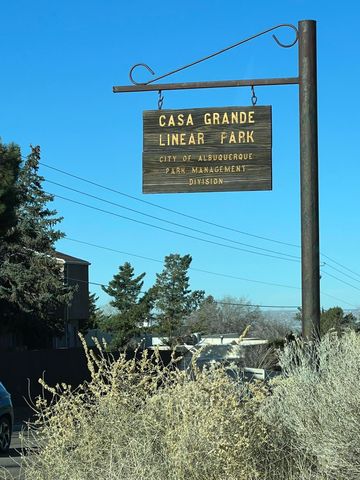 CASA GRANDE
LINEAR PARK
CITY OF ALBUQUERQUE
PARK MANAGEMENT
DIVISION